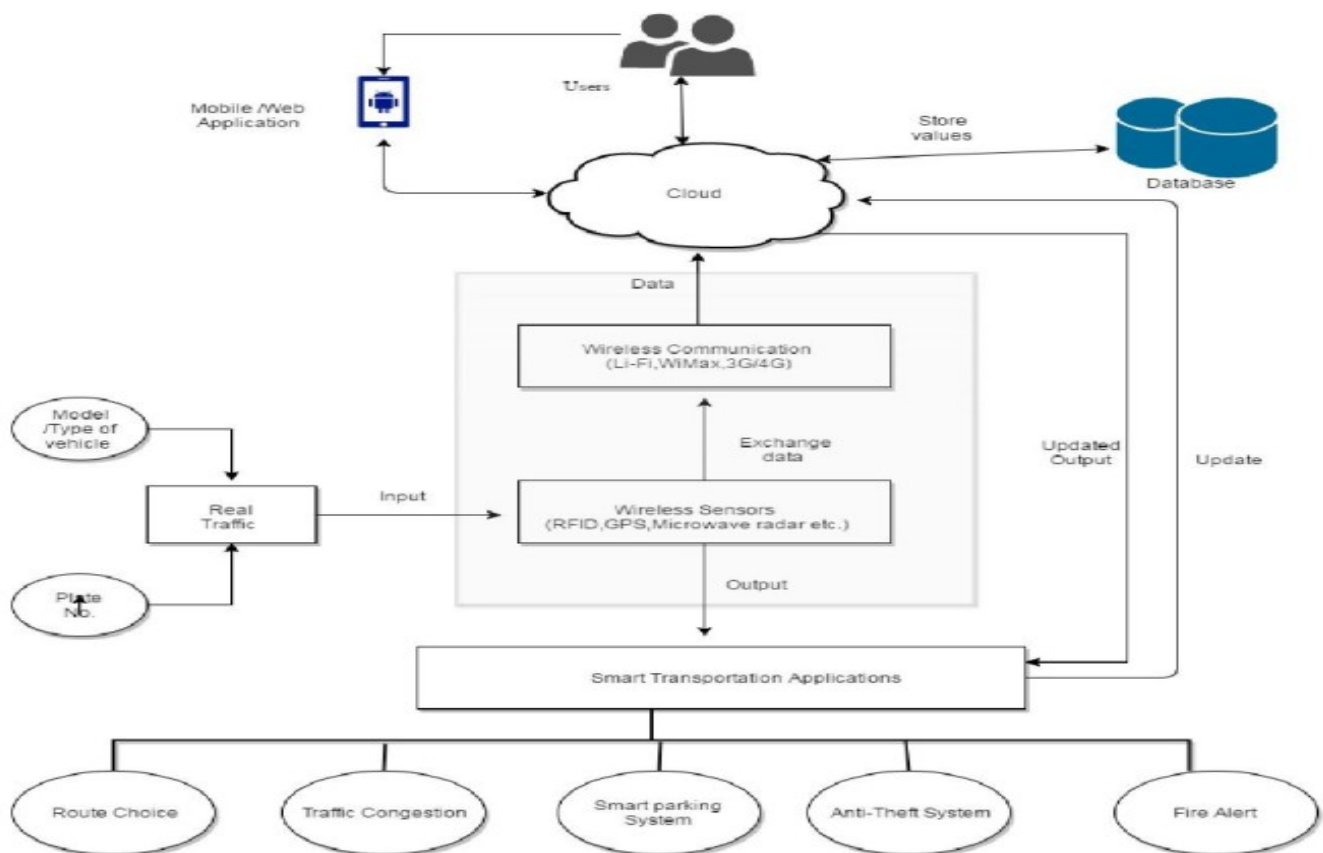 Users
Mobile /Web
Application
Store
values
Database
Cloud
Data
Wireless Communication
(Li-Fi,WiMax,3G/4G)
Model
/Type of
vehicle
Exchange
data
Updated
Output
Update
Real
Traffic
Input
Wireless Sensors
(RFID,GPS,Microwave radar etc.)
Plate
No.
Output
Smart Transportation Applications
Route Choice
Traffic Congestion
Smart parking
System
Anti-Theft System
Fire Alert